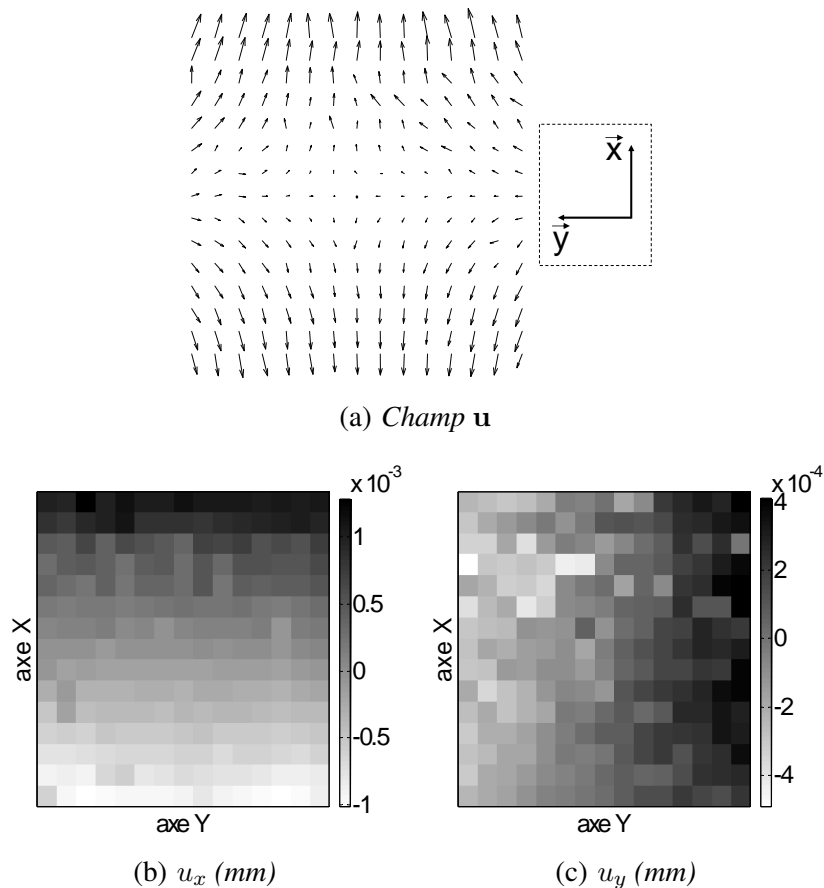 x
y
(a) Champ u
x 10⁻³
1
0.5
0
-0.5
-1
axe X
axe Y
(b) uₓ (mm)
x 10⁻⁴
4
2
0
-2
-4
axe X
axe Y
(c) u_y (mm)